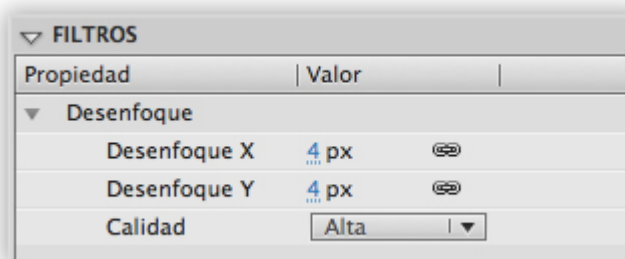 FILTROS
Propiedad Valor
Desenfoque
Desenfoque X 4 px
Desenfoque Y 4 px
Calidad Alta